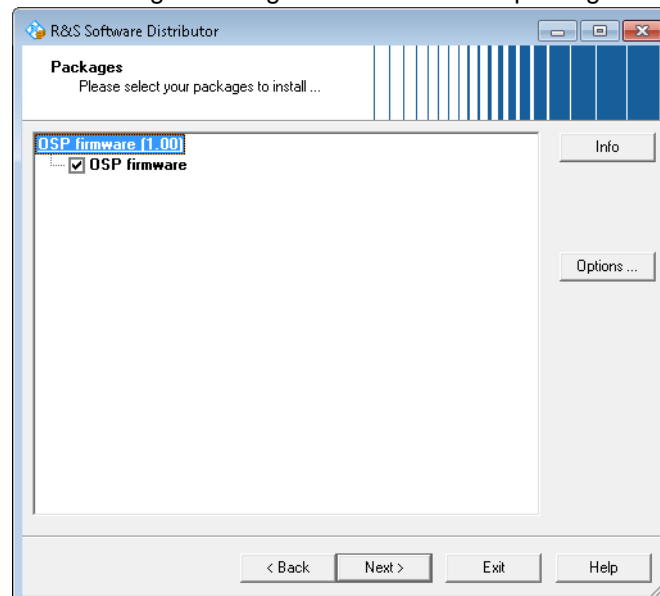 R&S Software Distributor
Packages
Please select your packages to install ...
OSP firmware (1.00)
OSP firmware
Info
Options ...
< Back
Next >
Exit
Help